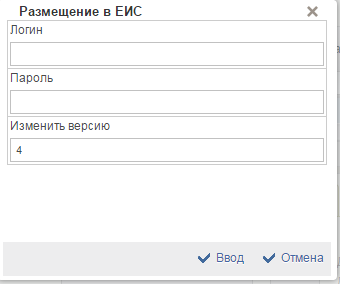 Размещение в ЕИС
Логин
Пароль
Изменить версию
4
Ввод Отмена